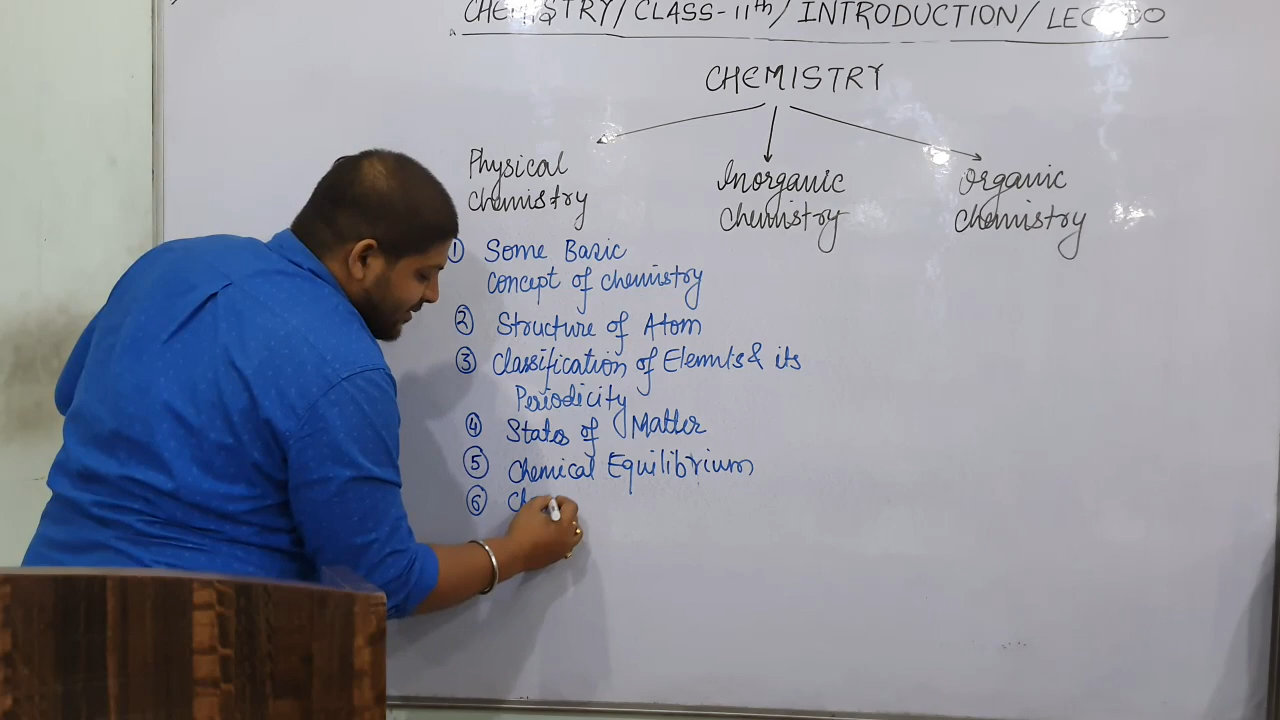 CHEMISTRY/CLASS-11th/INTRODUCTION/
CHEMISTRY
Physical
chemistry
Inorganic
chemistry
Organic
chemistry
① Some Basic
concept of chemistry
② Structure of Atom
③ Classification of Elemnts & its
Periodicity
④ States of Matter
⑤ Chemical Equilibrium
⑥